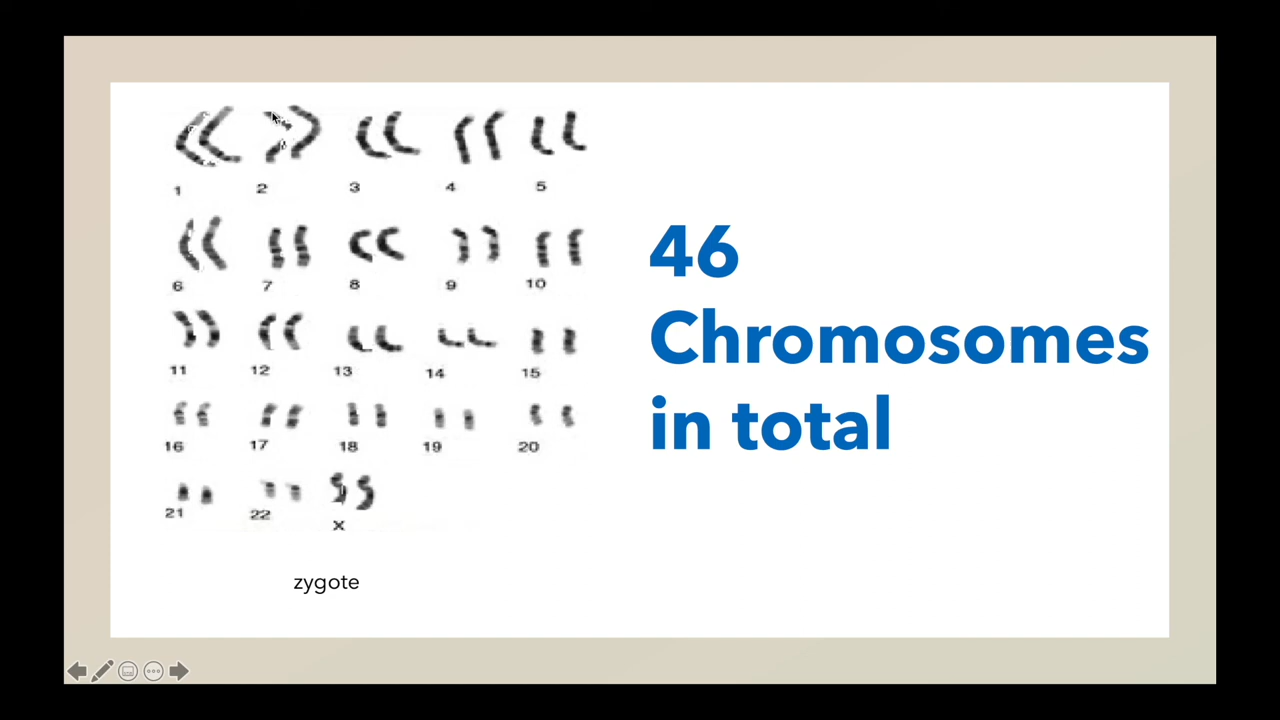 1 2 3 4 5
6 7 8 9 10
11 12 13 14 15
16 17 18 19 20
21 22 X
zygote
46
Chromosomes
in total